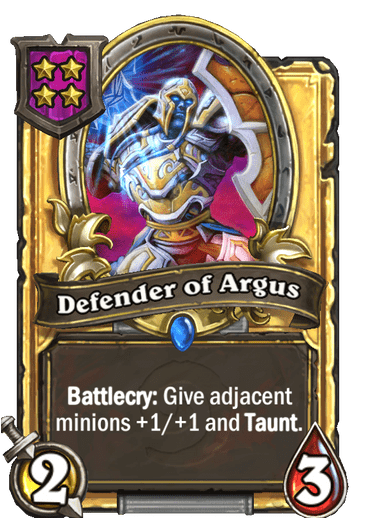 Defender of Argus
Battlecry: Give adjacent
minions +1/+1 and Taunt.
2
3